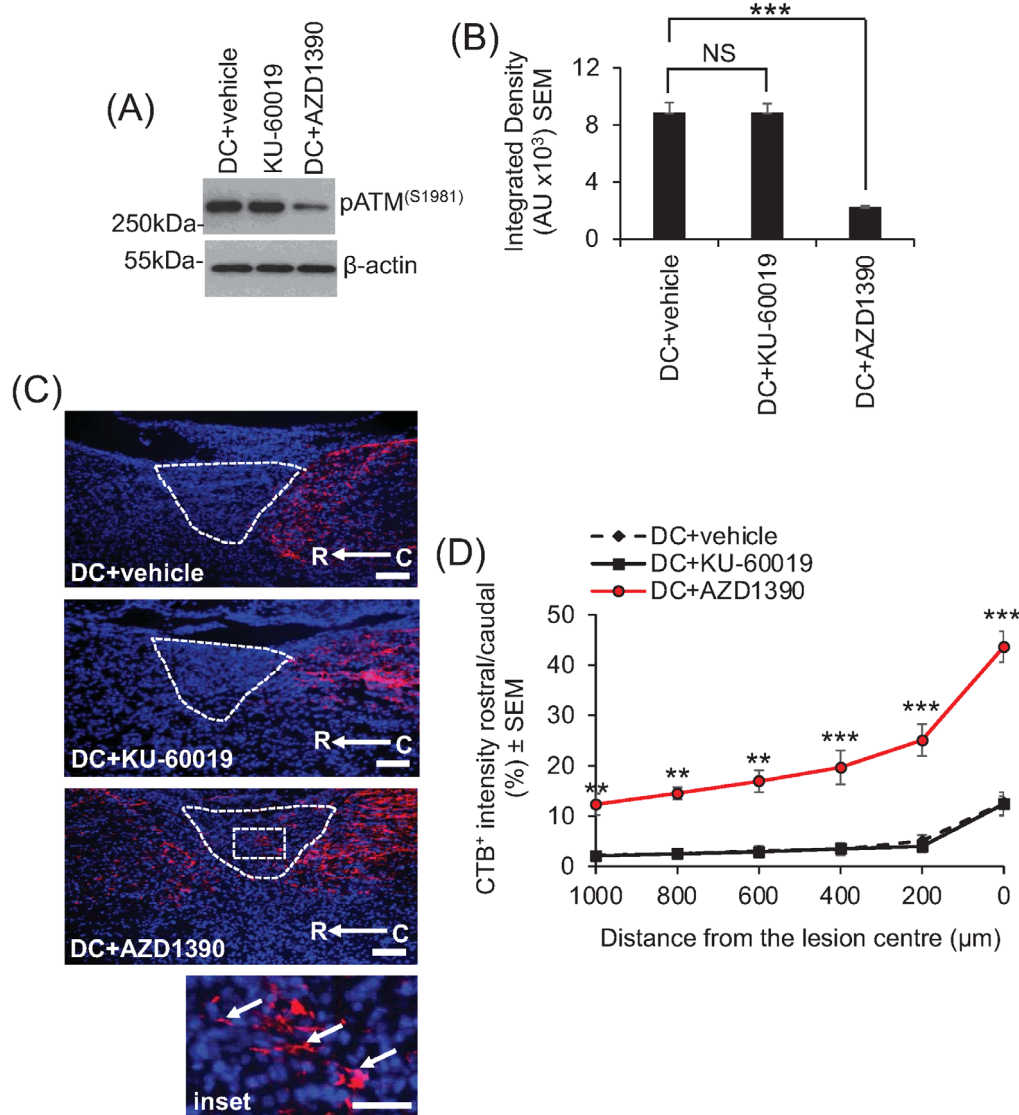 (A)
DC+vehicle
KU-60019
DC+AZD1390
pATM(S1981)
250kDa-
55kDa-
β-actin
(B)
***
NS
Integrated Density
(AU x10³) SEM
12
8
4
0
DC+vehicle
DC+KU-60019
DC+AZD1390
(C)
R C
DC+vehicle
R C
DC+KU-60019
R C
DC+AZD1390
inset
(D)
DC+vehicle
DC+KU-60019
DC+AZD1390
CTB⁺ intensity rostral/caudal
(%) ± SEM
50
40
30
20
10
0
** ** ** *** *** ***
1000 800 600 400 200 0
Distance from the lesion centre (µm)